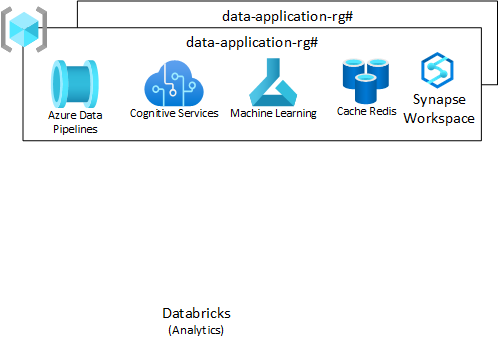 data-application-rg#
data-application-rg#
Azure Data
Pipelines
Cognitive Services
Machine Learning
Cache Redis
Synapse
Workspace
Databricks
(Analytics)